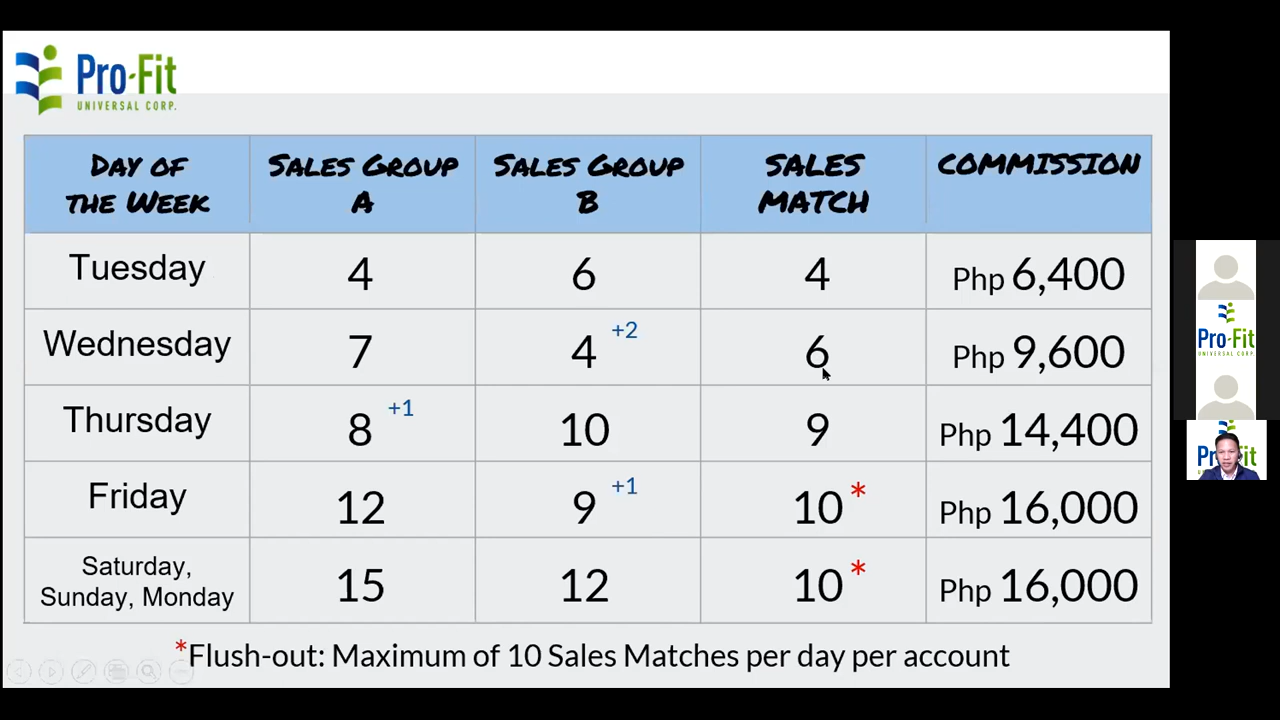 Pro-Fit
UNIVERSAL CORP.
DAY OF THE WEEK SALES GROUP A SALES GROUP B SALES MATCH COMMISSION
Tuesday 4 6 4 Php 6,400
Wednesday 7 4 +2 6 Php 9,600
Thursday 8 +1 10 9 Php 14,400
Friday 12 9 +1 10 * Php 16,000
Saturday, Sunday, Monday 15 12 10 * Php 16,000
*Flush-out: Maximum of 10 Sales Matches per day per account
Pro-Fit
UNIVERSAL CORP.